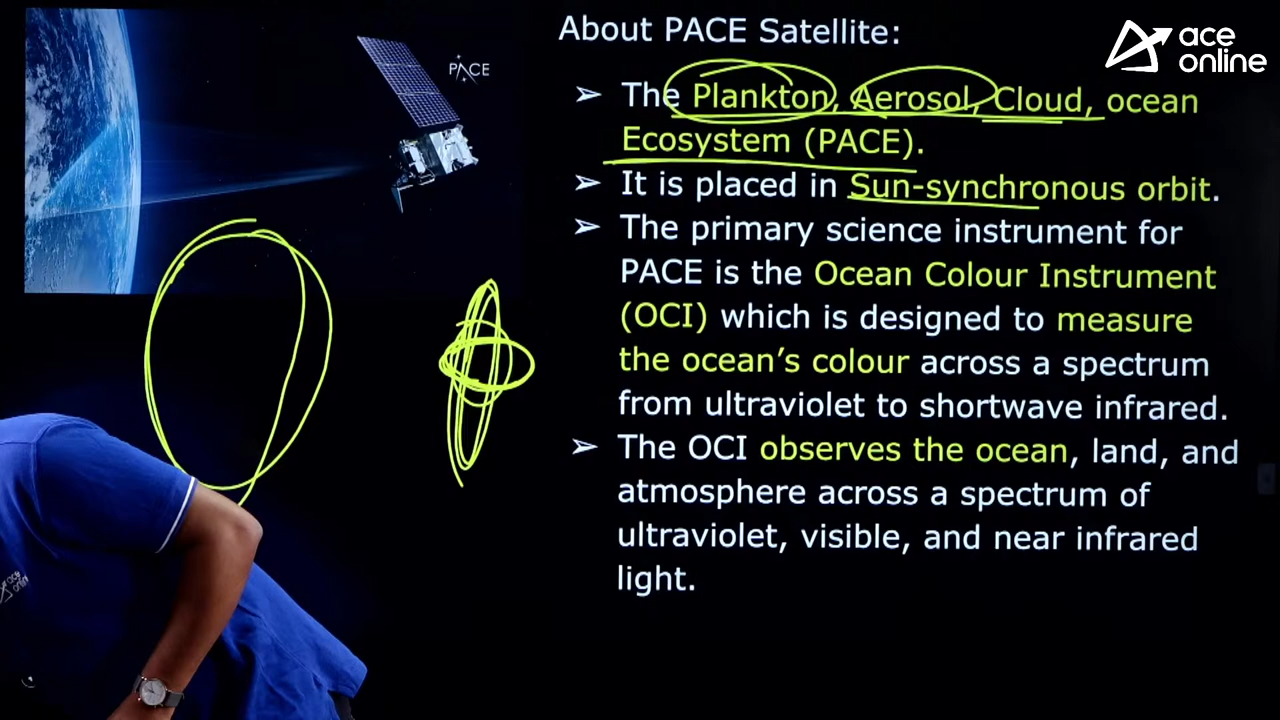 About PACE Satellite:
ace
online
PACE
➢ The Plankton, Aerosol, Cloud, ocean
Ecosystem (PACE).
➢ It is placed in Sun-synchronous orbit.
➢ The primary science instrument for
PACE is the Ocean Colour Instrument
(OCI) which is designed to measure
the ocean's colour across a spectrum
from ultraviolet to shortwave infrared.
➢ The OCI observes the ocean, land, and
atmosphere across a spectrum of
ultraviolet, visible, and near infrared
light.
ace
online